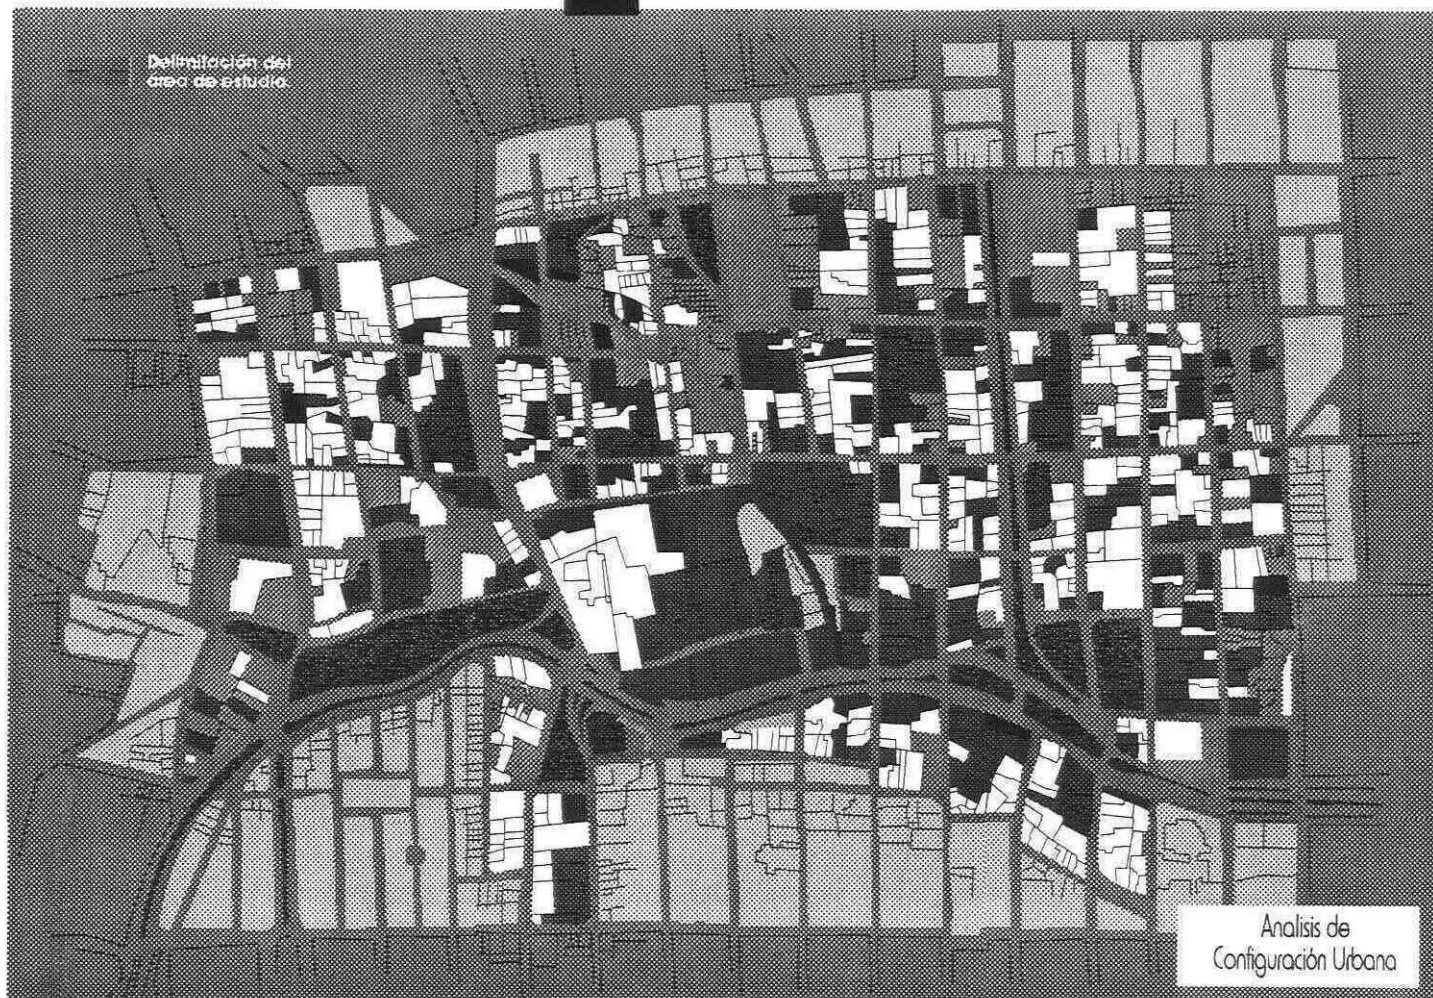 Delimitación del
área de estudio.
Analisis de
Configuración Urbana